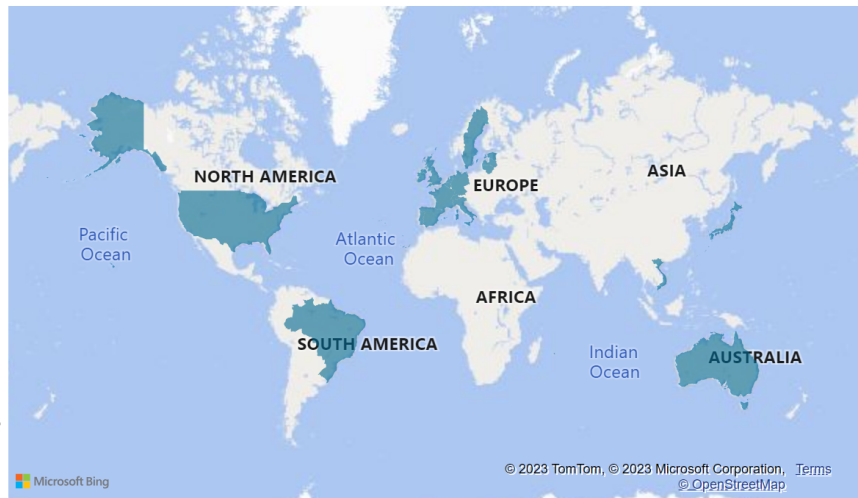 NORTH AMERICA
EUROPE
ASIA
Pacific
Ocean
Atlantic
Ocean
AFRICA
SOUTH AMERICA
Indian
Ocean
AUSTRALIA
© 2023 TomTom, © 2023 Microsoft Corporation, Terms
© OpenStreetMap
Microsoft Bing